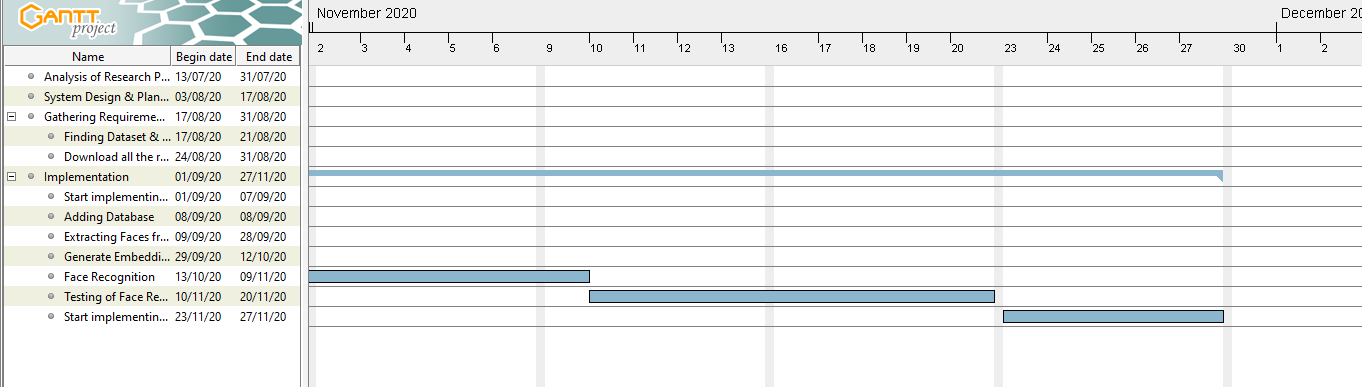 GANTT
project
November 2020
December 20
2 3 4 5 6 9 10 11 12 13 16 17 18 19 20 23 24 25 26 27 30 1 2
Name Begin date End date
Analysis of Research P... 13/07/20 31/07/20
System Design & Plan... 03/08/20 17/08/20
Gathering Requireme... 17/08/20 31/08/20
Finding Dataset & ... 17/08/20 21/08/20
Download all the r... 24/08/20 31/08/20
Implementation 01/09/20 27/11/20
Start implementin... 01/09/20 07/09/20
Adding Database 08/09/20 08/09/20
Extracting Faces fr... 09/09/20 28/09/20
Generate Embeddi... 29/09/20 12/10/20
Face Recognition 13/10/20 09/11/20
Testing of Face Re... 10/11/20 20/11/20
Start implementin... 23/11/20 27/11/20